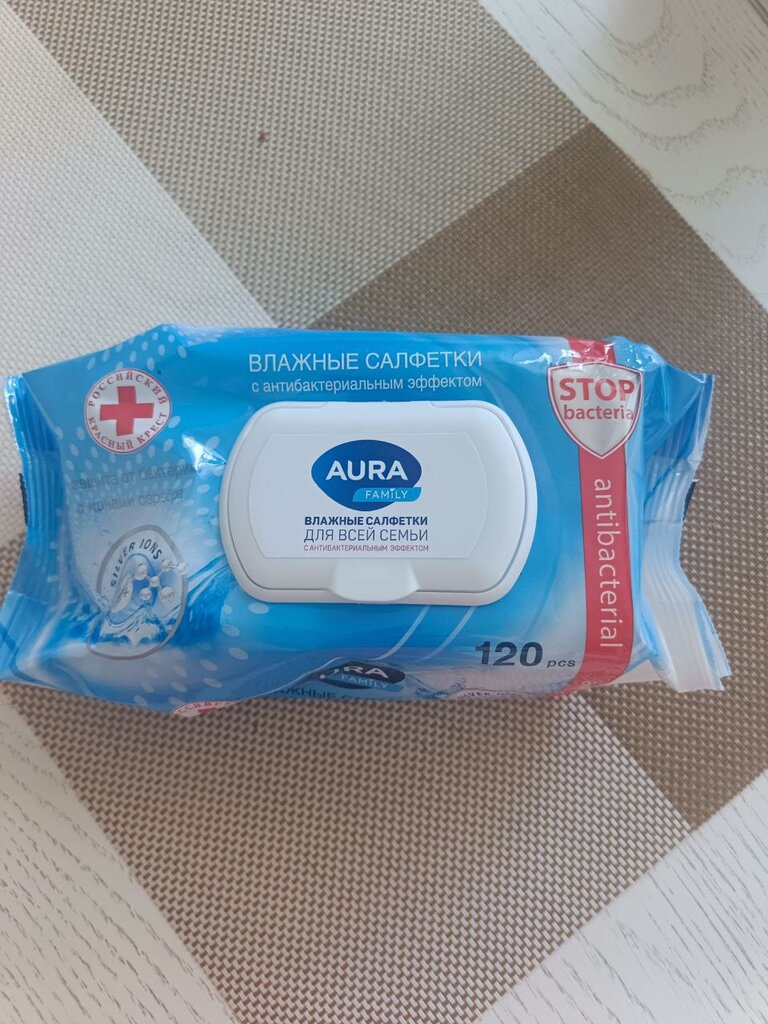 ВЛАЖНЫЕ САЛФЕТКИ
с антибактериальным эффектом
РОССИЙСКИЙ
КРАСНЫЙ КРЕСТ
STOP
bacteria
antibacterial
AURA
FAMILY
ВЛАЖНЫЕ САЛФЕТКИ
ДЛЯ ВСЕЙ СЕМЬИ
С АНТИБАКТЕРИАЛЬНЫМ ЭФФЕКТОМ
SILVER IONS
120 pcs
FAMILY